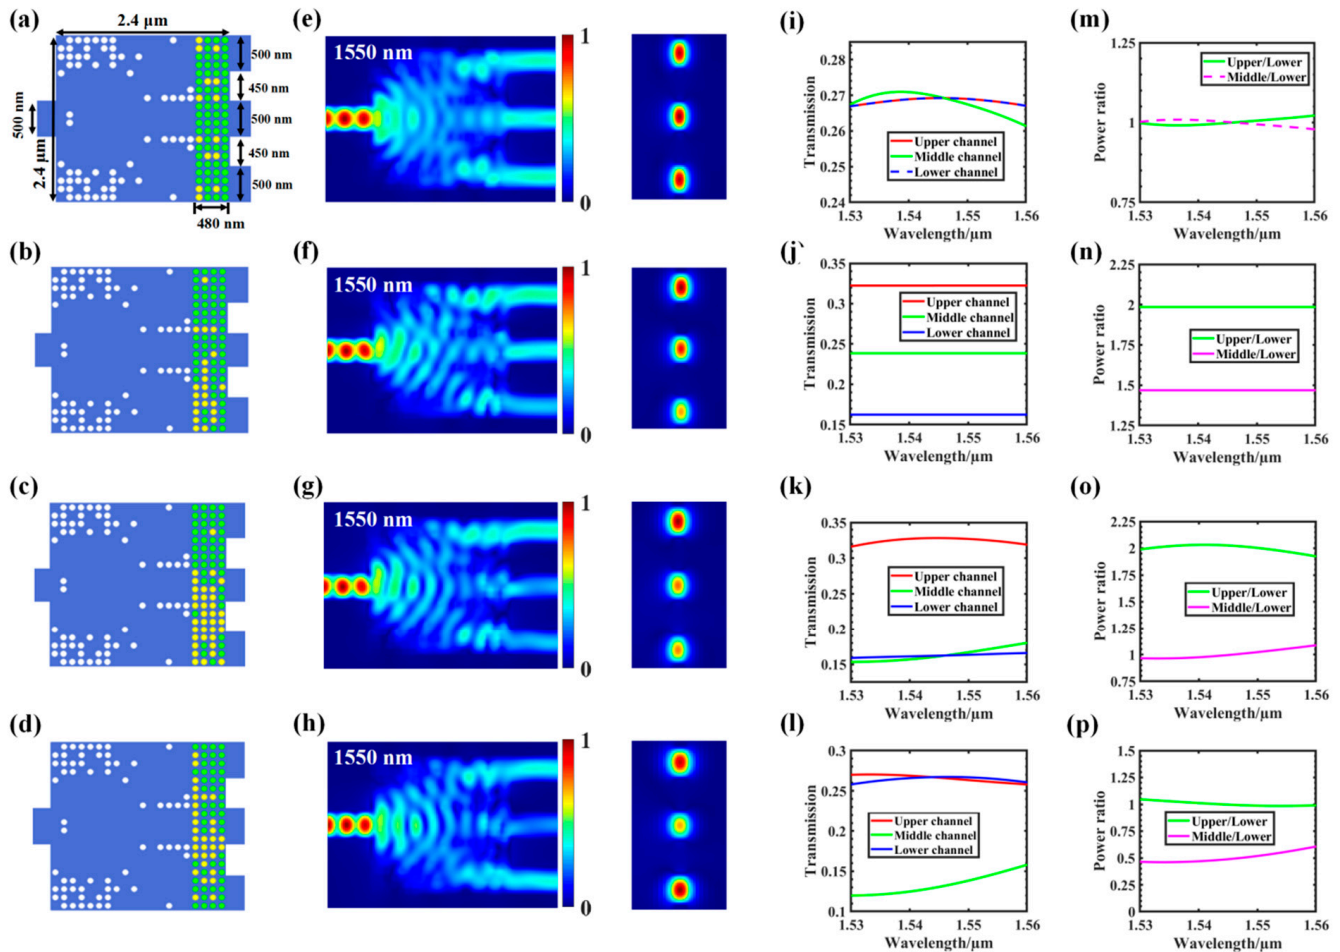 (a)
2.4 µm
500 nm
450 nm
500 nm
450 nm
500 nm
500 nm
2.4 µm
480 nm
(e)
1550 nm
1
0
(i)
0.28
0.27
0.26
0.25
0.24
1.53 1.54 1.55 1.56
Transmission
Wavelength/µm
Upper channel
Middle channel
Lower channel
(m)
1.25
1
0.75
1.53 1.54 1.55 1.56
Power ratio
Wavelength/µm
Upper/Lower
Middle/Lower
(b)
(f)
1550 nm
1
0
(j)
0.35
0.3
0.25
0.2
0.15
1.53 1.54 1.55 1.56
Transmission
Wavelength/µm
Upper channel
Middle channel
Lower channel
(n)
2.25
2
1.75
1.5
1.25
1.53 1.54 1.55 1.56
Power ratio
Wavelength/µm
Upper/Lower
Middle/Lower
(c)
(g)
1550 nm
1
0
(k)
0.35
0.3
0.25
0.2
0.15
1.53 1.54 1.55 1.56
Transmission
Wavelength/µm
Upper channel
Middle channel
Lower channel
(o)
2.25
2
1.75
1.5
1.25
1
0.75
1.53 1.54 1.55 1.56
Power ratio
Wavelength/µm
Upper/Lower
Middle/Lower
(d)
(h)
1550 nm
1
0
(l)
0.3
0.25
0.2
0.15
0.1
1.53 1.54 1.55 1.56
Transmission
Wavelength/µm
Upper channel
Middle channel
Lower channel
(p)
1.5
1.25
1
0.75
0.5
0.25
0
1.53 1.54 1.55 1.56
Power ratio
Wavelength/µm
Upper/Lower
Middle/Lower